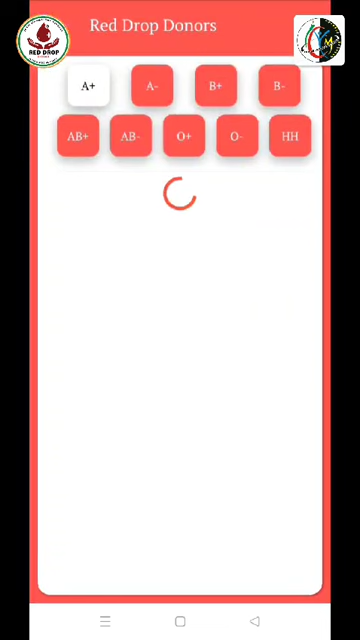 Red Drop Donors
RED DROP
A+
A-
B+
B-
AB+
AB-
O+
O-
HH